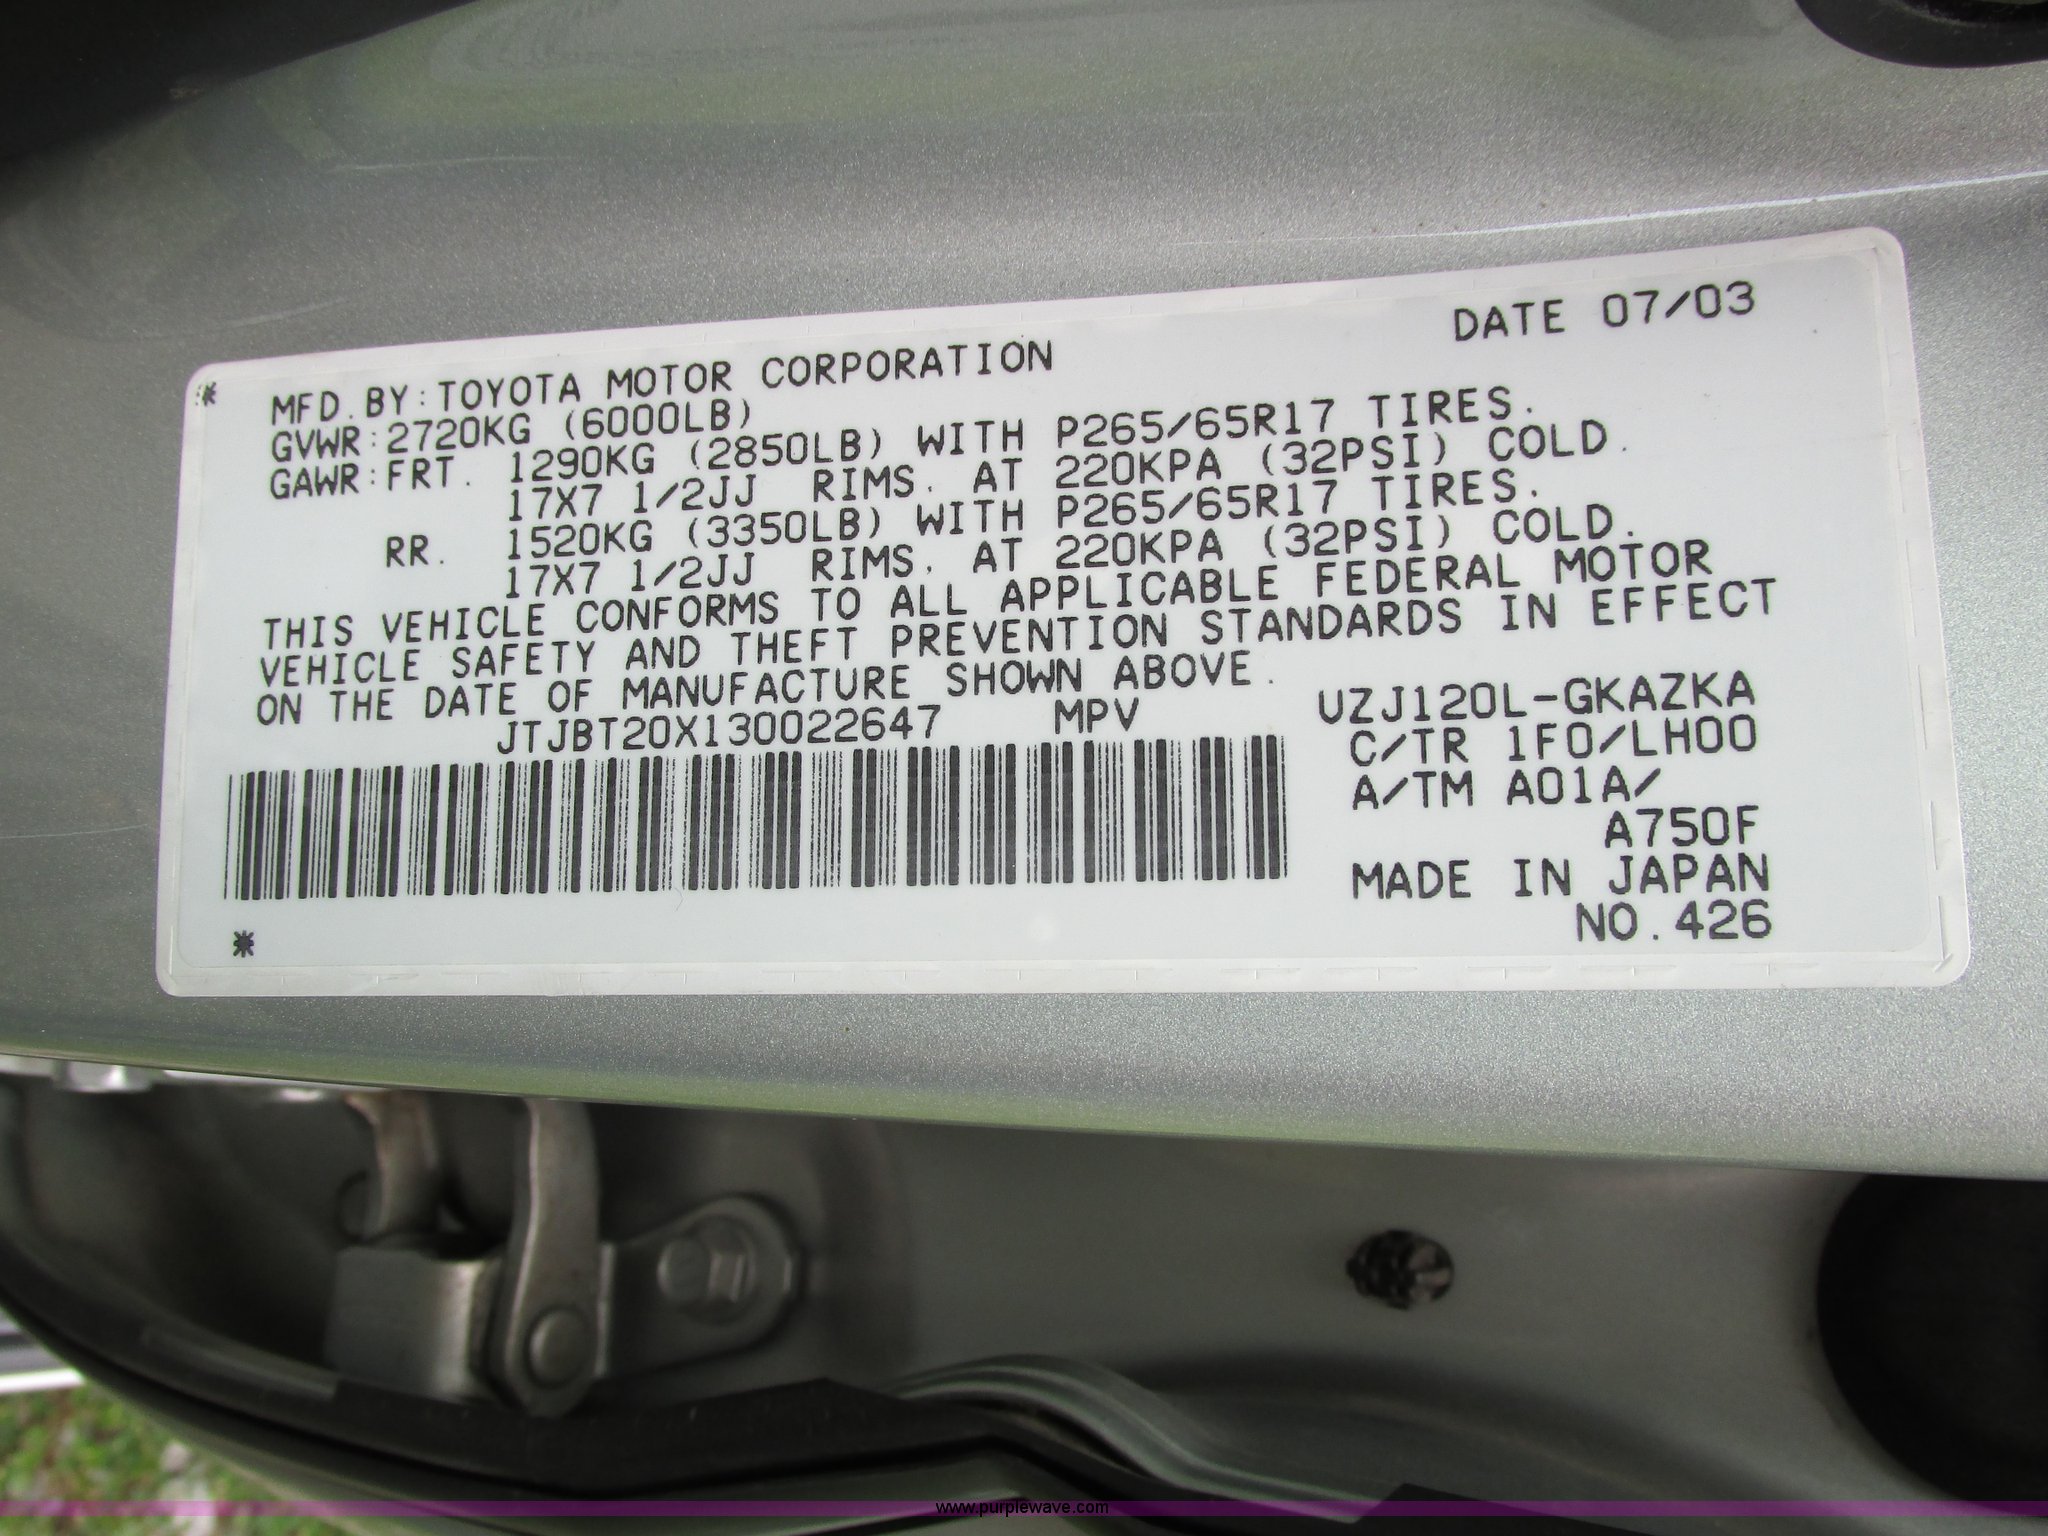 DATE 07/03
MFD.BY:TOYOTA MOTOR CORPORATION
GVWR:2720KG (6000LB)
GAWR:FRT. 1290KG (2850LB) WITH P265/65R17 TIRES.
17X7 1/2JJ RIMS. AT 220KPA (32PSI) COLD.
RR. 1520KG (3350LB) WITH P265/65R17 TIRES.
17X7 1/2JJ RIMS. AT 220KPA (32PSI) COLD.
THIS VEHICLE CONFORMS TO ALL APPLICABLE FEDERAL MOTOR
VEHICLE SAFETY AND THEFT PREVENTION STANDARDS IN EFFECT
ON THE DATE OF MANUFACTURE SHOWN ABOVE.
JTJBT20X130022647 MPV
UZJ120L-GKAZKA
C/TR 1F0/LH00
A/TM A01A/
A750F
MADE IN JAPAN
NO.426
www.purplewave.com